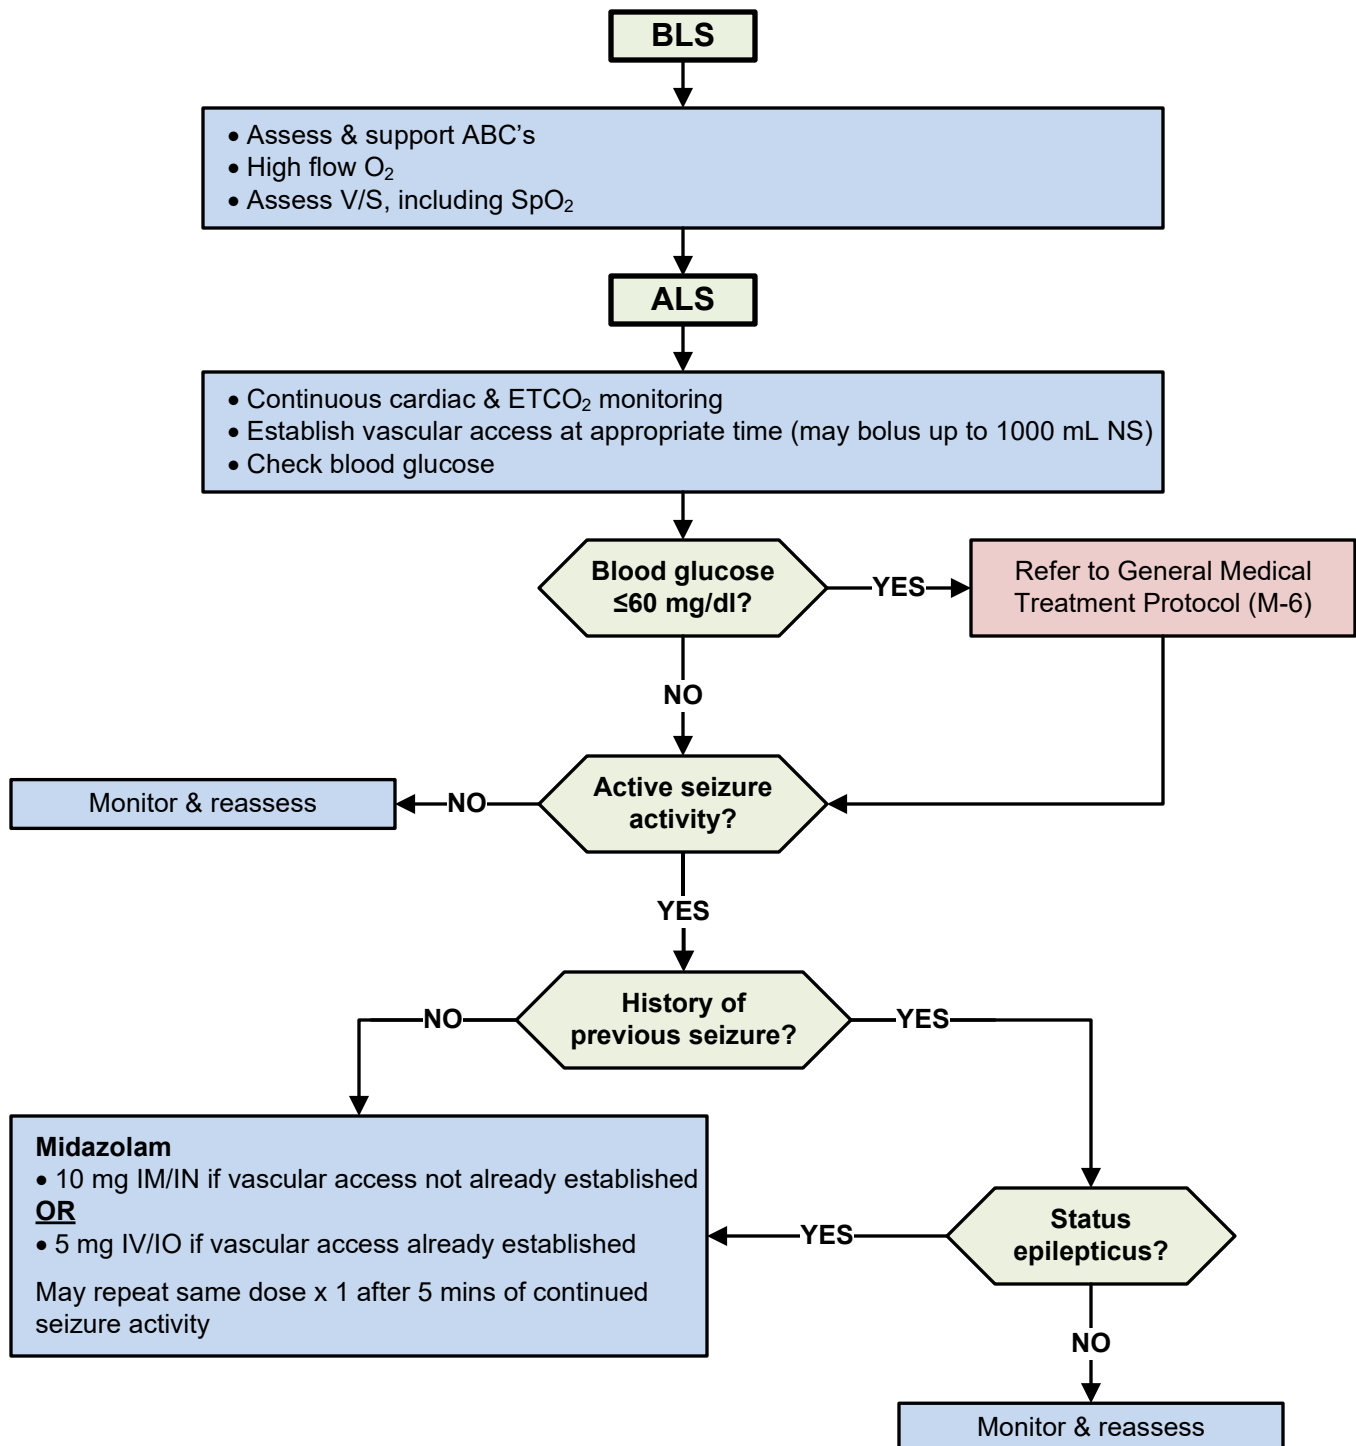 BLS
• Assess & support ABC's
• High flow O₂
• Assess V/S, including SpO₂
ALS
• Continuous cardiac & ETCO₂ monitoring
• Establish vascular access at appropriate time (may bolus up to 1000 mL NS)
• Check blood glucose
Blood glucose
≤60 mg/dl?
YES
Refer to General Medical
Treatment Protocol (M-6)
NO
Active seizure
activity?
NO
Monitor & reassess
YES
History of
previous seizure?
NO
YES
Midazolam
• 10 mg IM/IN if vascular access not already established
OR
• 5 mg IV/IO if vascular access already established
May repeat same dose x 1 after 5 mins of continued
seizure activity
YES
Status
epilepticus?
NO
Monitor & reassess